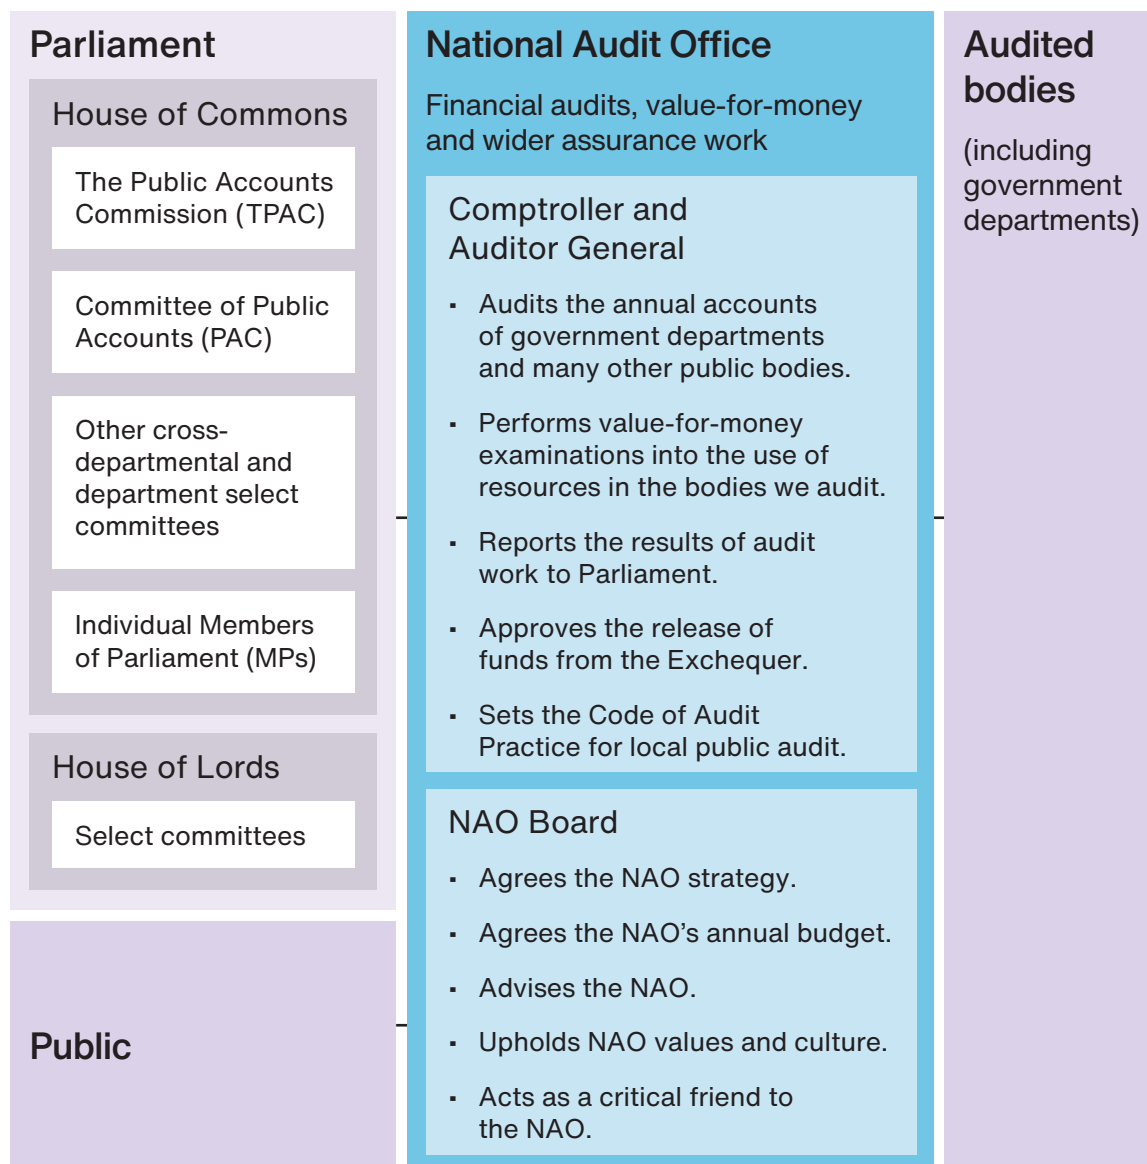 Parliament
House of Commons
The Public Accounts
Commission (TPAC)
Committee of Public
Accounts (PAC)
Other cross-
departmental and
department select
committees
Individual Members
of Parliament (MPs)
House of Lords
Select committees
Public
National Audit Office
Financial audits, value-for-money
and wider assurance work
Comptroller and
Auditor General
▪ Audits the annual accounts
of government departments
and many other public bodies.
▪ Performs value-for-money
examinations into the use of
resources in the bodies we audit.
▪ Reports the results of audit
work to Parliament.
▪ Approves the release of
funds from the Exchequer.
▪ Sets the Code of Audit
Practice for local public audit.
NAO Board
▪ Agrees the NAO strategy.
▪ Agrees the NAO’s annual budget.
▪ Advises the NAO.
▪ Upholds NAO values and culture.
▪ Acts as a critical friend to
the NAO.
Audited
bodies
(including
government
departments)